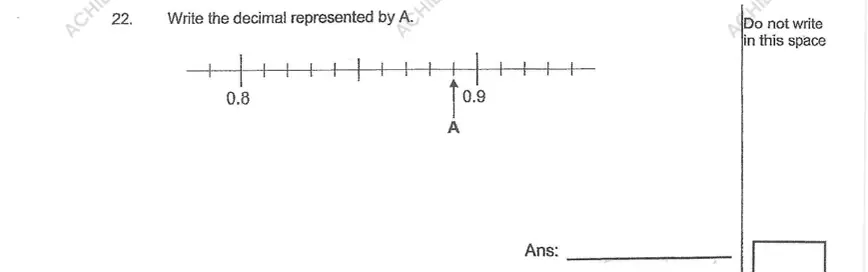 22. Write the decimal represented by A.
Do not write
in this space
0.8 0.9
A
Ans: